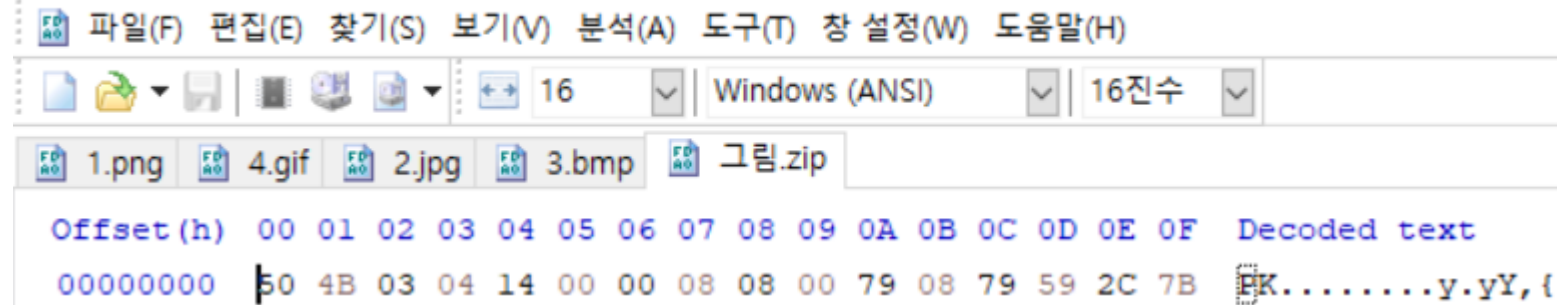 파일(F) 편집(E) 찾기(S) 보기(V) 분석(A) 도구(T) 창 설정(W) 도움말(H)
16 Windows (ANSI) 16진수
1.png 4.gif 2.jpg 3.bmp 그림.zip
Offset(h) 00 01 02 03 04 05 06 07 08 09 0A 0B 0C 0D 0E 0F Decoded text
00000000 50 4B 03 04 14 00 00 08 08 00 79 08 79 59 2C 7B PK........y.yY,{